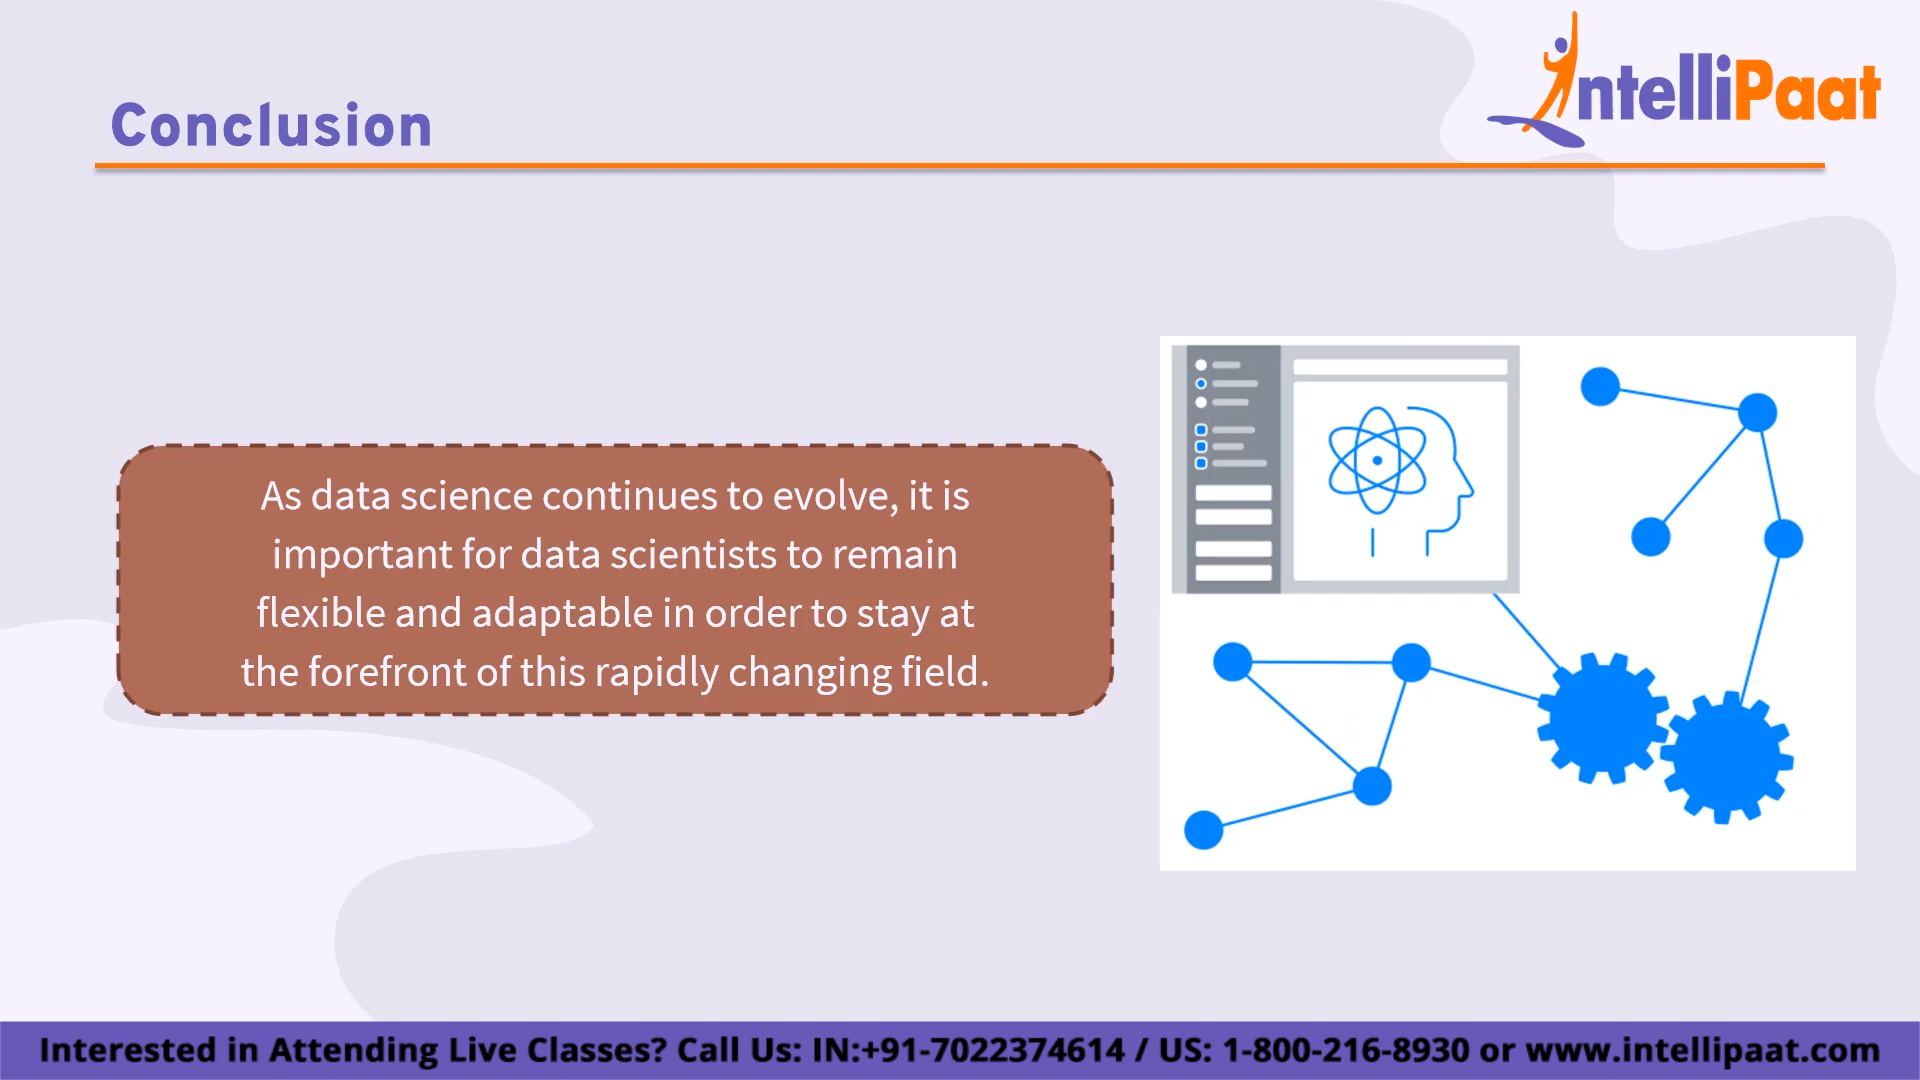 Conclusion
IntelliPaat
As data science continues to evolve, it is
important for data scientists to remain
flexible and adaptable in order to stay at
the forefront of this rapidly changing field.
Interested in Attending Live Classes? Call Us: IN:+91-7022374614 / US: 1-800-216-8930 or www.intellipaat.com